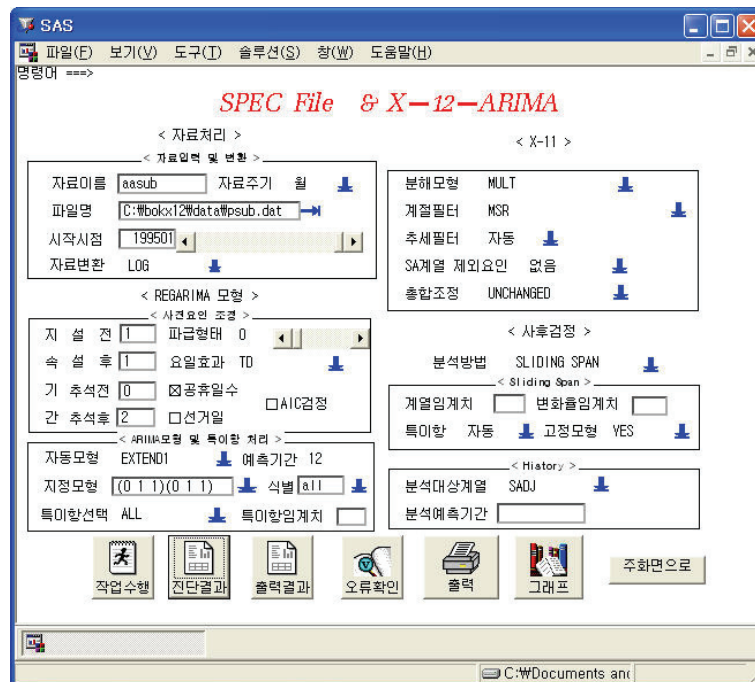 SAS
파일(F) 보기(V) 도구(T) 솔루션(S) 창(W) 도움말(H)
명령어 ===>
SPEC File & X-12-ARIMA
< 자료처리 >
< 자료입력 및 변환 >
자료이름 aasub 자료주기 월
파일명 C:₩bokx12₩data₩psub.dat
시작시점 199501
자료변환 LOG
< REGARIMA 모형 >
< 사전요인 조정 >
지 설 전 1 파급형태 0
속 설 후 1 요일효과 TD
기 추석전 0 ☒공휴일수
간 추석후 2 □선거일
□AIC검정
< ARIMA모형 및 특이항 처리 >
자동모형 EXTEND1 예측기간 12
지정모형 (0 1 1)(0 1 1) 식별 all
특이항선택 ALL 특이항임계치
< X-11 >
분해모형 MULT
계절필터 MSR
추세필터 자동
SA계열 제외요인 없음
총합조정 UNCHANGED
< 사후검정 >
분석방법 SLIDING SPAN
< Sliding Span >
계열임계치 변화율임계치
특이항 자동 고정모형 YES
< History >
분석대상계열 SADJ
분석예측기간
작업수행 진단결과 출력결과 오류확인 출력 그래프 주화면으로
C:₩Documents and